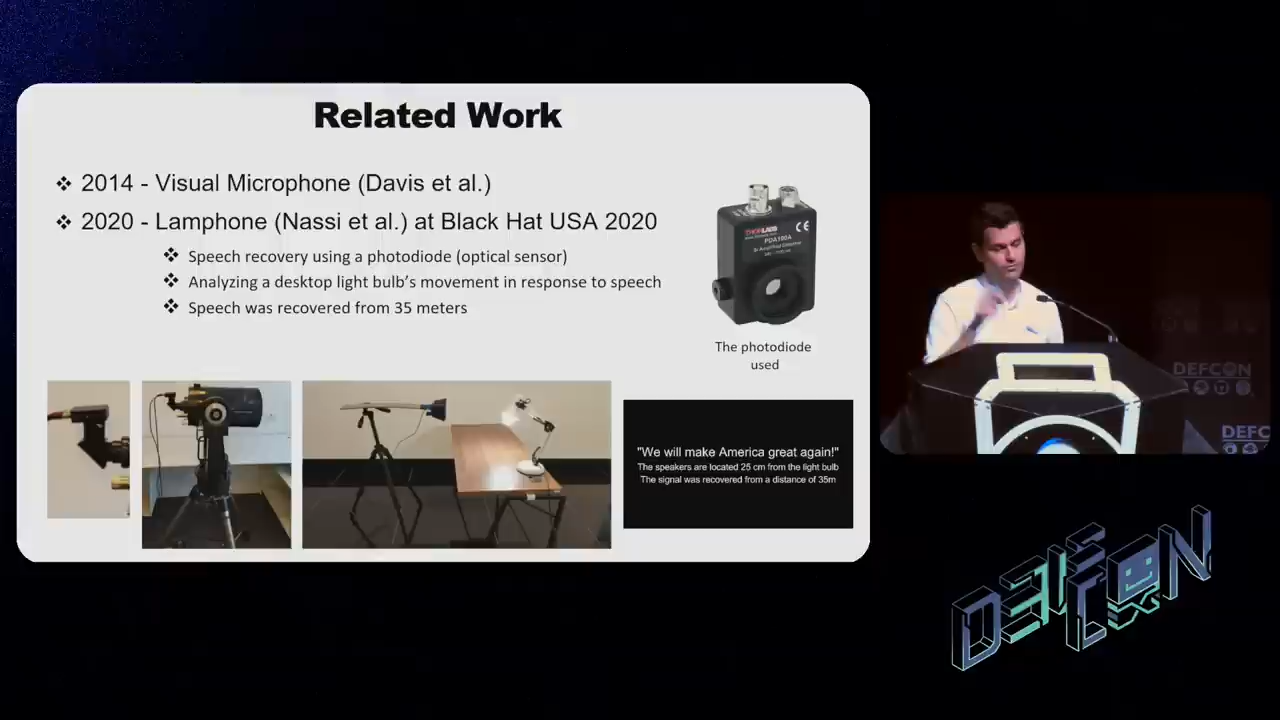 Related Work
❖ 2014 - Visual Microphone (Davis et al.)
❖ 2020 - Lamphone (Nassi et al.) at Black Hat USA 2020
❖ Speech recovery using a photodiode (optical sensor)
❖ Analyzing a desktop light bulb's movement in response to speech
❖ Speech was recovered from 35 meters
THORLABS
PDA100A
CE
The photodiode
used
"We will make America great again!"
The speakers are located 25 cm from the light bulb
The signal was recovered from a distance of 35m
DEFCON
DEFC
DEF CON